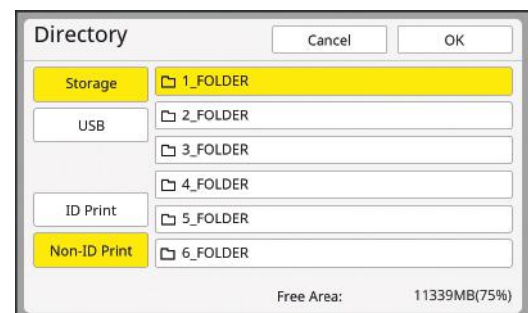 Directory
Cancel
OK
Storage
USB
ID Print
Non-ID Print
1_FOLDER
2_FOLDER
3_FOLDER
4_FOLDER
5_FOLDER
6_FOLDER
Free Area: 11339MB(75%)